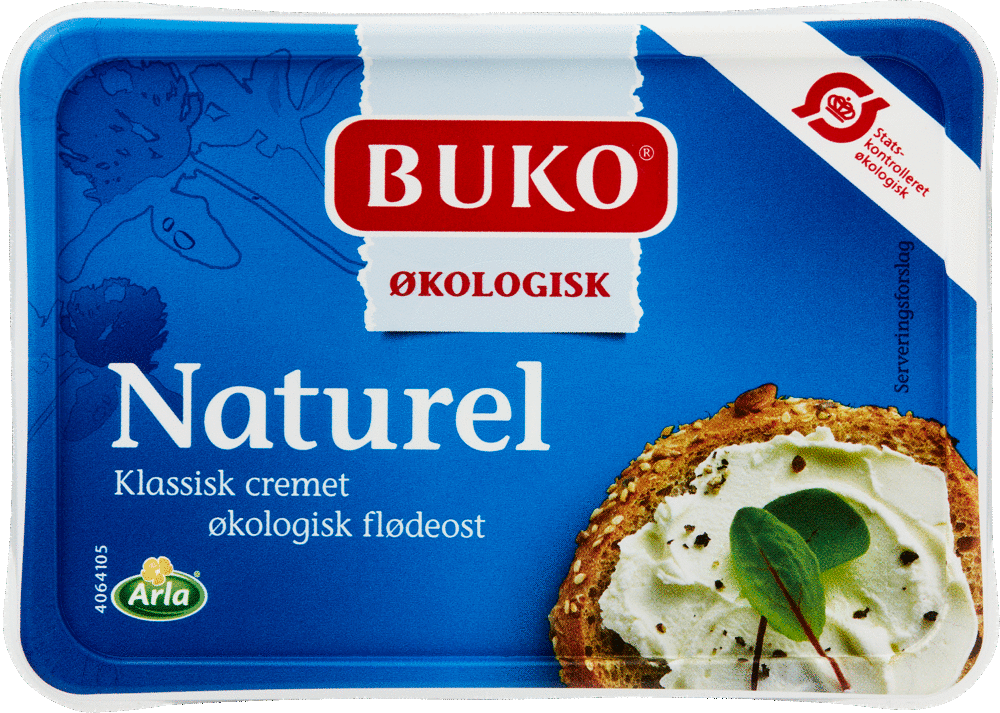 BUKO®
ØKOLOGISK
Stats-
kontrolleret
økologisk
Serveringsforslag
Naturel
Klassisk cremet
økologisk flødeost
4064105
Arla®